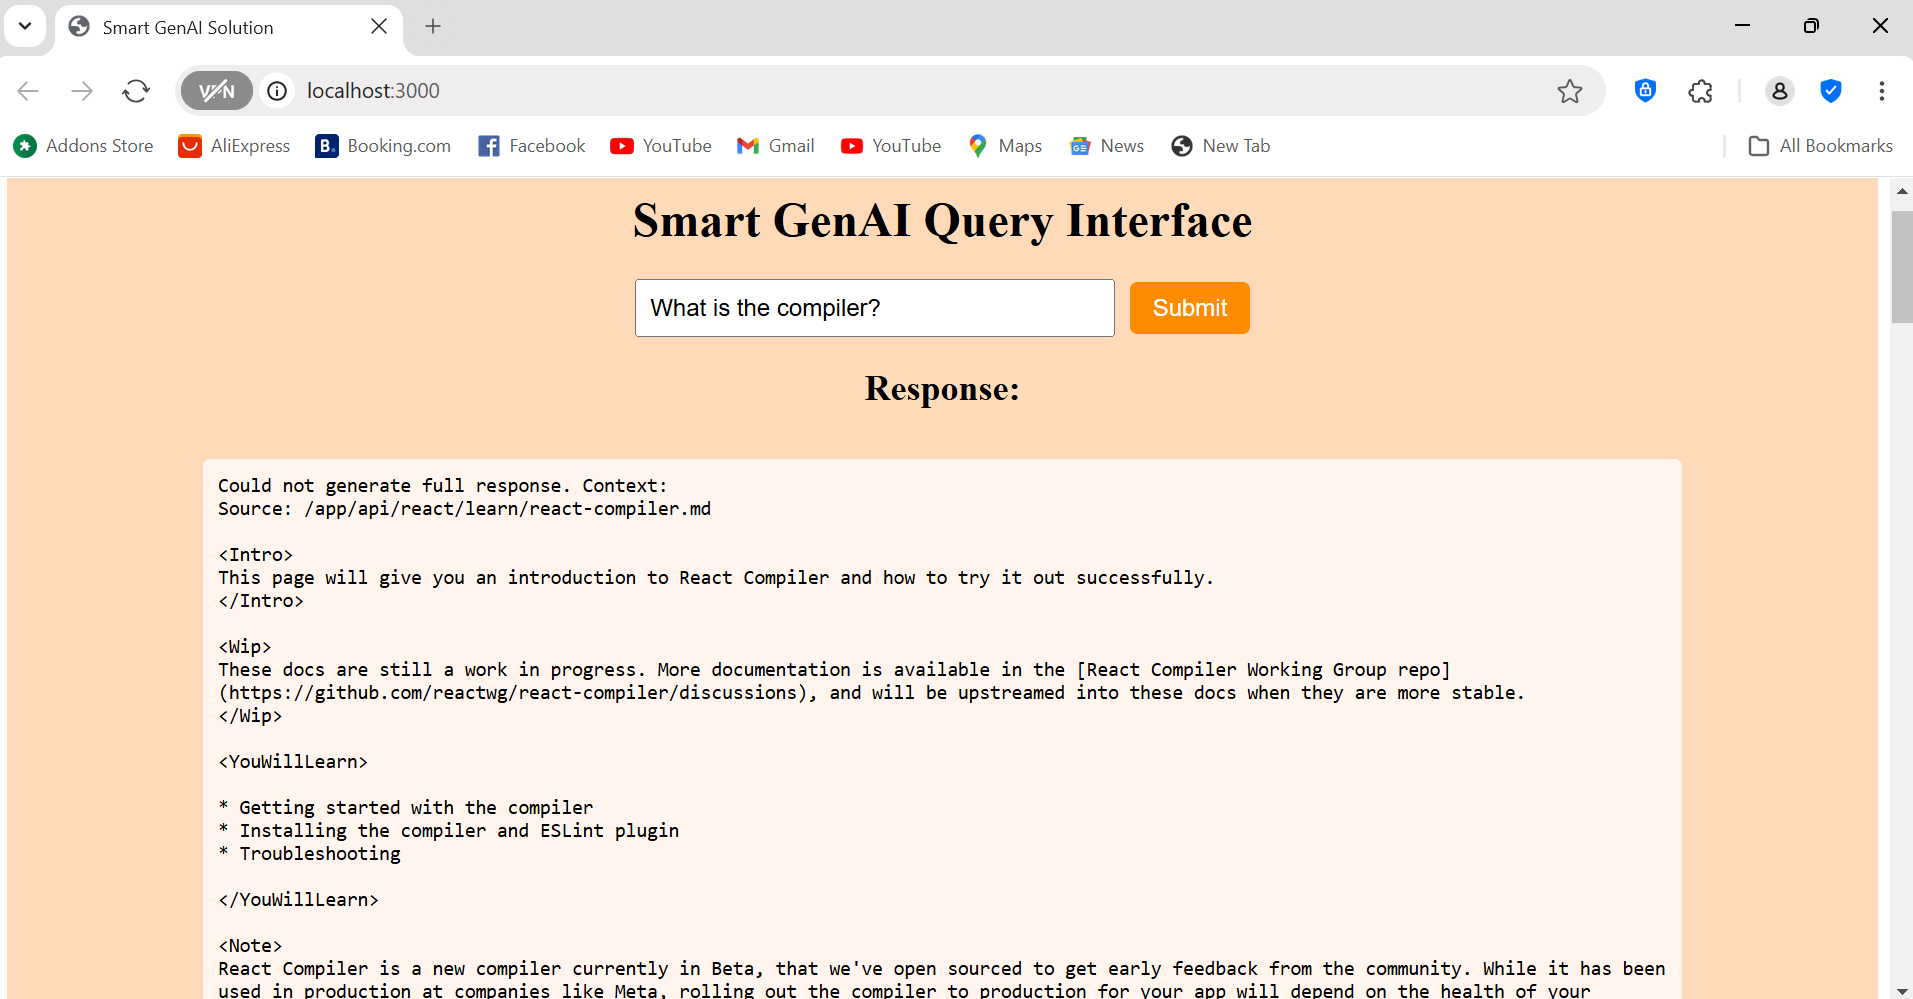 Smart GenAI Solution
VPN
localhost:3000
Addons Store
AliExpress
B.
Booking.com
Facebook
YouTube
Gmail
YouTube
Maps
GE
News
New Tab
All Bookmarks
Smart GenAI Query Interface
What is the compiler?
Submit
Response:
Could not generate full response. Context:
Source: /app/api/react/learn/react-compiler.md
<Intro>
This page will give you an introduction to React Compiler and how to try it out successfully.
</Intro>
<Wip>
These docs are still a work in progress. More documentation is available in the [React Compiler Working Group repo]
(https://github.com/reactwg/react-compiler/discussions), and will be upstreamed into these docs when they are more stable.
</Wip>
<YouWillLearn>
* Getting started with the compiler
* Installing the compiler and ESLint plugin
* Troubleshooting
</YouWillLearn>
<Note>
React Compiler is a new compiler currently in Beta, that we've open sourced to get early feedback from the community. While it has been
used in production at companies like Meta, rolling out the compiler to production for your app will depend on the health of your